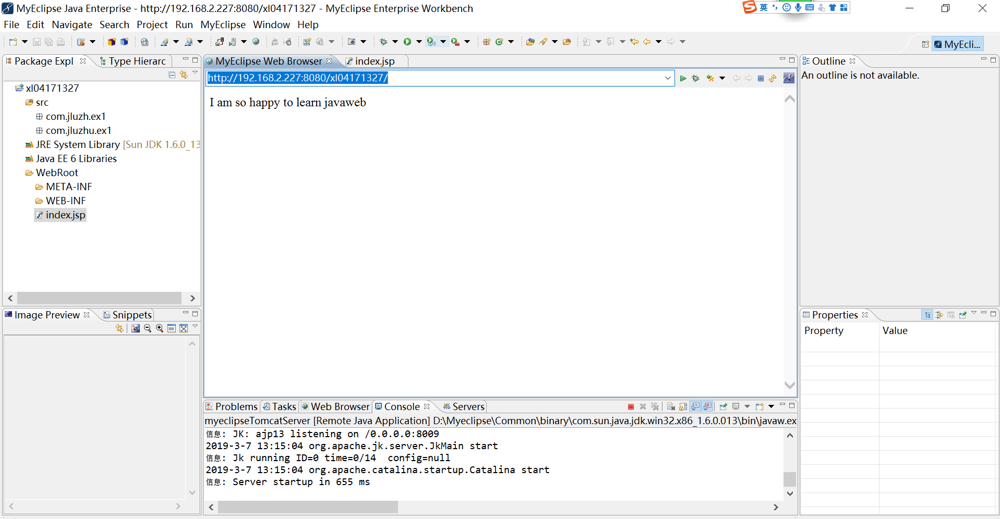 MyEclipse Java Enterprise - http://192.168.2.227:8080/xl04171327 - MyEclipse Enterprise Workbench
英
File Edit Navigate Search Project Run MyEclipse Window Help
MyEcli...
Package Expl
Type Hierarc
MyEclipse Web Browser
index.jsp
Outline
http://192.168.2.227:8080/xl04171327/
An outline is not available.
I am so happy to learn javaweb
xl04171327
src
com.jluzh.ex1
com.jluzhu.ex1
JRE System Library [Sun JDK 1.6.0_13
Java EE 6 Libraries
WebRoot
META-INF
WEB-INF
index.jsp
Image Preview
Snippets
Properties
Property Value
Problems Tasks Web Browser Console Servers
myeclipseTomcatServer [Remote Java Application] D:\Myeclipse\Common\binary\com.sun.java.jdk.win32.x86_1.6.0.013\bin\javaw.ex
信息: JK: ajp13 listening on /0.0.0.0:8009
2019-3-7 13:15:04 org.apache.jk.server.JkMain start
信息: Jk running ID=0 time=0/14  config=null
2019-3-7 13:15:04 org.apache.catalina.startup.Catalina start
信息: Server startup in 655 ms